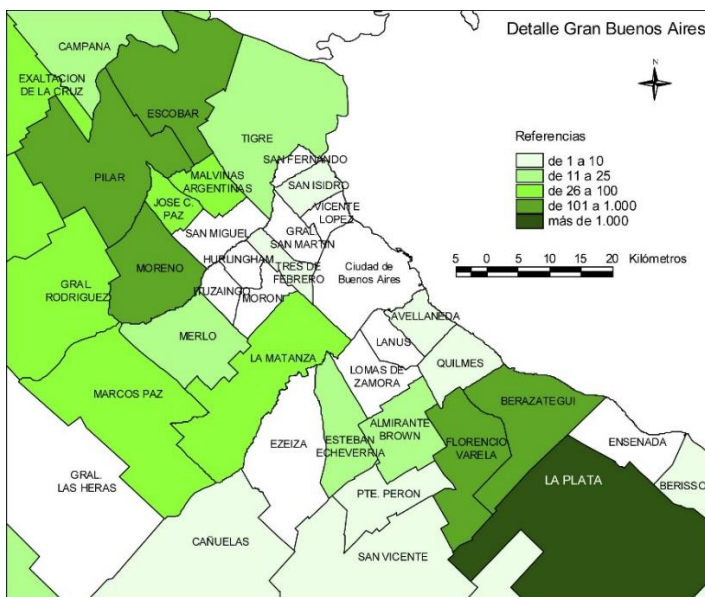 Detalle Gran Buenos Aires
N
CAMPANA
EXALTACION
DE LA CRUZ
ESCOBAR
TIGRE
PILAR
MALVINAS
ARGENTINAS
JOSE C.
PAZ
SAN FERNANDO
SAN ISIDRO
VICENTE
LOPEZ
SAN MIGUEL
GRAL.
SAN MARTIN
HURLINGHAM
TRES DE
FEBRERO
Ciudad de
Buenos Aires
MORENO
ITUZAINGO
MORON
GRAL
RODRIGUEZ
MERLO
AVELLANEDA
LANUS
QUILMES
LA MATANZA
LOMAS DE
ZAMORA
MARCOS PAZ
BERAZATEGUI
ALMIRANTE
BROWN
EZEIZA
ESTEBAN
ECHEVERRIA
FLORENCIO
VARELA
ENSENADA
GRAL.
LAS HERAS
LA PLATA
BERISSO
PTE. PERON
CAÑUELAS
SAN VICENTE
Referencias
de 1 a 10
de 11 a 25
de 26 a 100
de 101 a 1.000
más de 1.000
5 0 5 10 15 20 Kilómetros